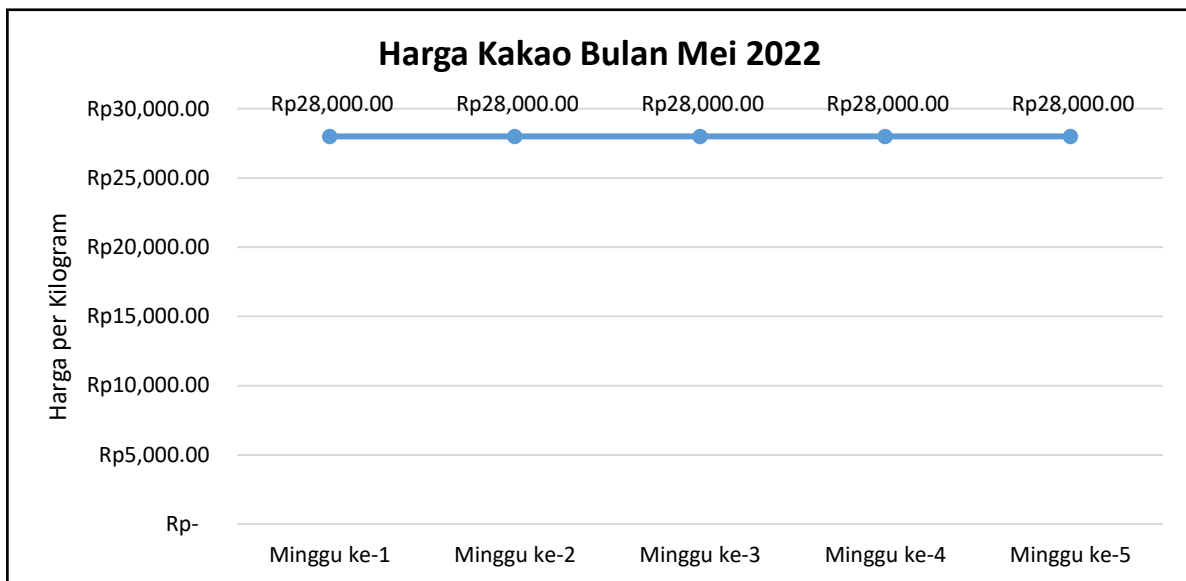 Harga Kakao Bulan Mei 2022
Rp28,000.00 Rp28,000.00 Rp28,000.00 Rp28,000.00 Rp28,000.00
Rp30,000.00
Rp25,000.00
Rp20,000.00
Rp15,000.00
Rp10,000.00
Rp5,000.00
Rp-
Harga per Kilogram
Minggu ke-1 Minggu ke-2 Minggu ke-3 Minggu ke-4 Minggu ke-5